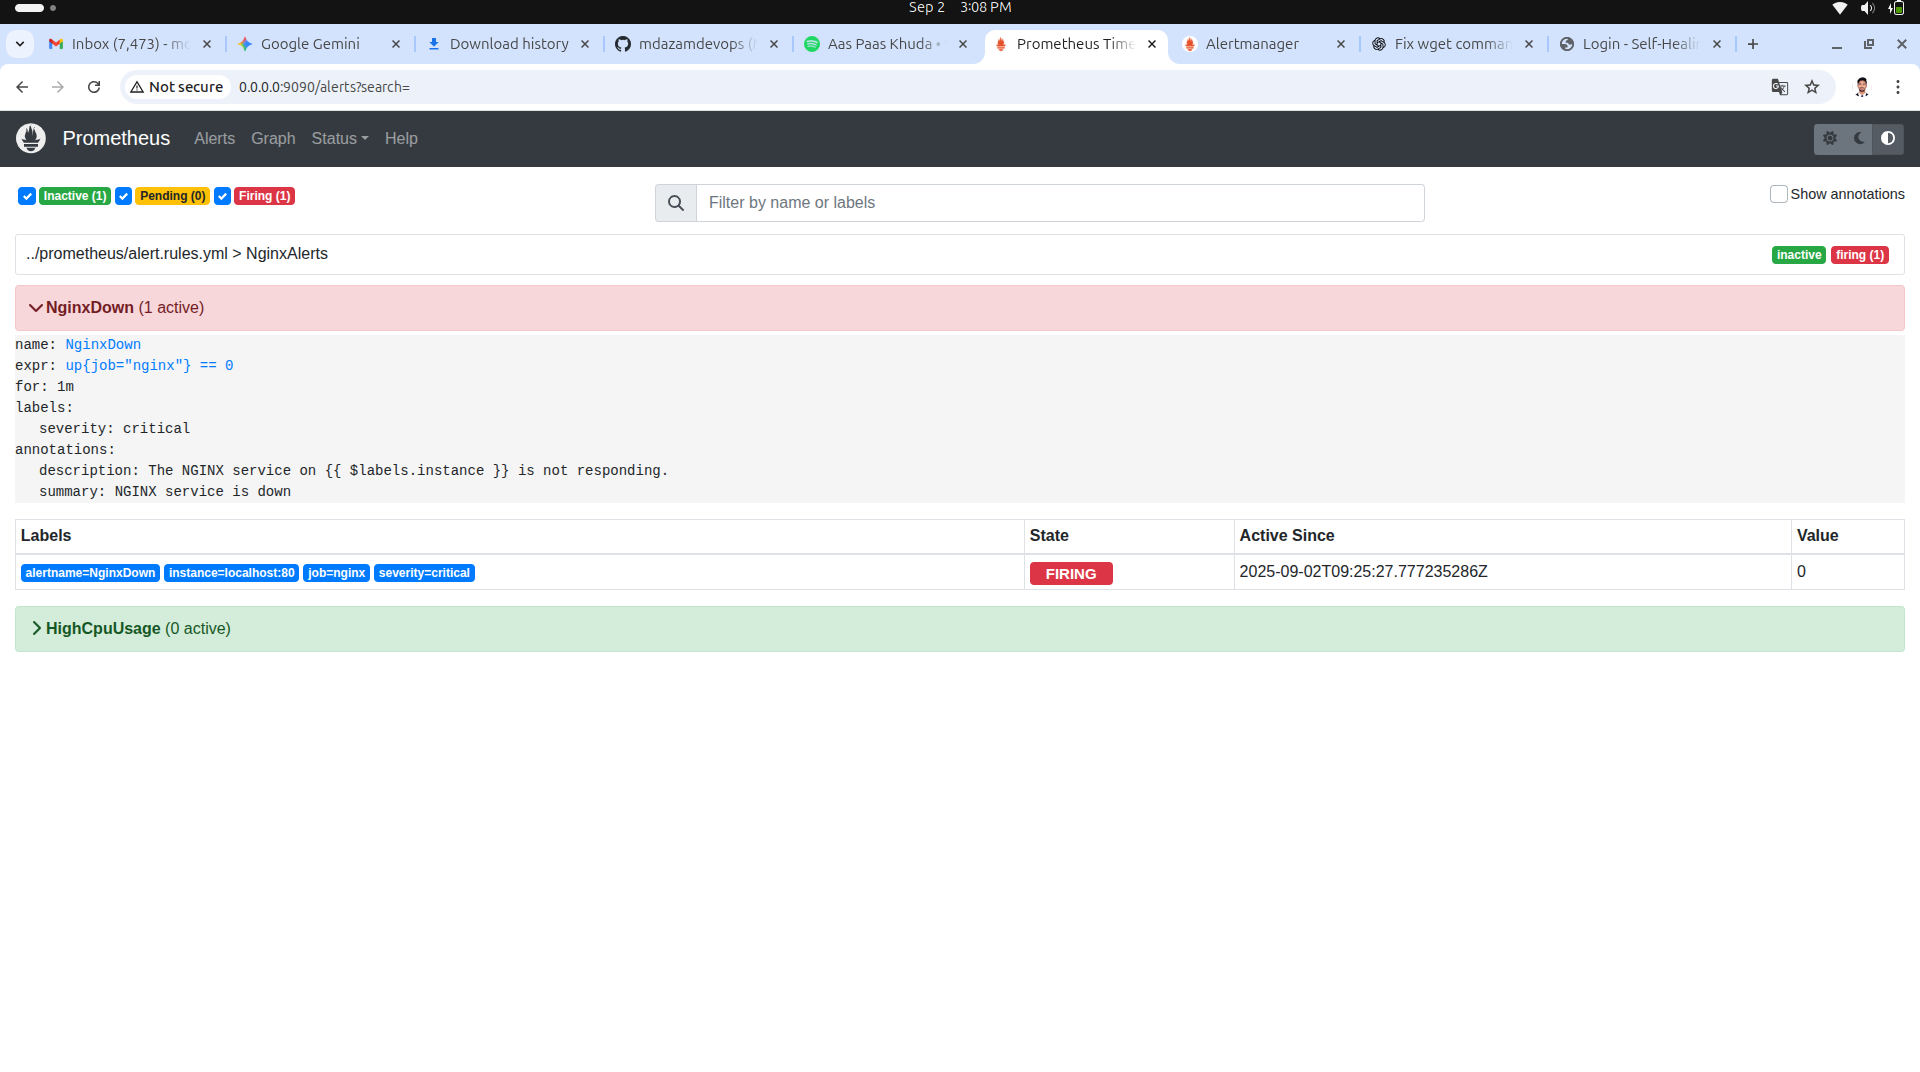 Sep 2 3:08 PM
Inbox (7,473) - mo
Google Gemini
Download history
mdazamdevops (
Aas Paas Khuda •
Prometheus Time
Alertmanager
Fix wget comman
Login - Self-Healin
Not secure 0.0.0.0:9090/alerts?search=
Prometheus Alerts Graph Status Help
Inactive (1) Pending (0) Firing (1)
Filter by name or labels
Show annotations
../prometheus/alert.rules.yml > NginxAlerts
inactive firing (1)
NginxDown (1 active)
name: NginxDown
expr: up{job="nginx"} == 0
for: 1m
labels:
severity: critical
annotations:
description: The NGINX service on {{ $labels.instance }} is not responding.
summary: NGINX service is down
Labels State Active Since Value
alertname=NginxDown instance=localhost:80 job=nginx severity=critical FIRING 2025-09-02T09:25:27.777235286Z 0
HighCpuUsage (0 active)